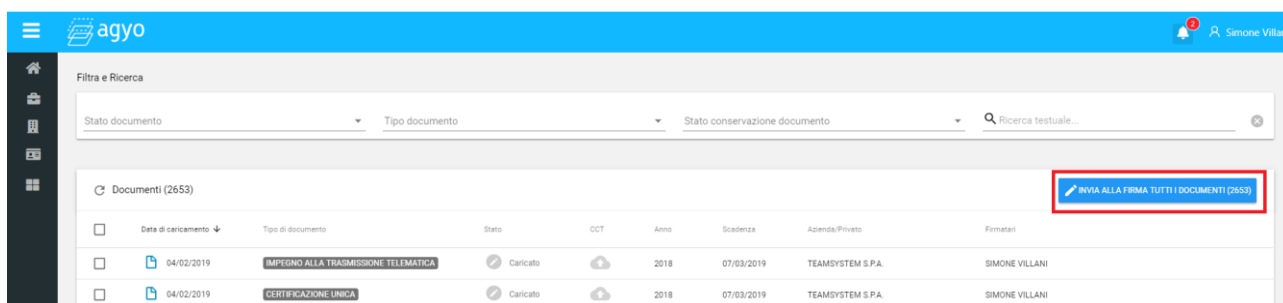 agyo
2
Simone Villa
Filtra e Ricerca
Stato documento
Tipo documento
Stato conservazione documento
Ricerca testuale...
Documenti (2653)
INVIA ALLA FIRMA TUTTI I DOCUMENTI (2653)
Data di caricamento Tipo di documento Stato CCT Anno Scadenza Azienda/Privato Firmatari
04/02/2019 IMPEGNO ALLA TRASMISSIONE TELEMATICA Caricato 2018 07/03/2019 TEAMSYSTEM S.P.A. SIMONE VILLANI
04/02/2019 CERTIFICAZIONE UNICA Caricato 2018 07/03/2019 TEAMSYSTEM S.P.A. SIMONE VILLANI